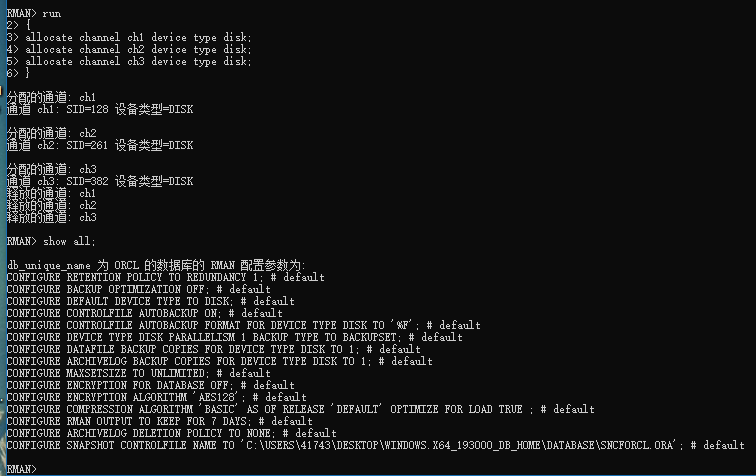 RMAN> run
2> {
3> allocate channel ch1 device type disk;
4> allocate channel ch2 device type disk;
5> allocate channel ch3 device type disk;
6> }
分配的通道: ch1
通道 ch1: SID=128 设备类型=DISK
分配的通道: ch2
通道 ch2: SID=261 设备类型=DISK
分配的通道: ch3
通道 ch3: SID=382 设备类型=DISK
释放的通道: ch1
释放的通道: ch2
释放的通道: ch3
RMAN> show all;
db_unique_name 为 ORCL 的数据库的 RMAN 配置参数为:
CONFIGURE RETENTION POLICY TO REDUNDANCY 1; # default
CONFIGURE BACKUP OPTIMIZATION OFF; # default
CONFIGURE DEFAULT DEVICE TYPE TO DISK; # default
CONFIGURE CONTROLFILE AUTOBACKUP ON; # default
CONFIGURE CONTROLFILE AUTOBACKUP FORMAT FOR DEVICE TYPE DISK TO '%F'; # default
CONFIGURE DEVICE TYPE DISK PARALLELISM 1 BACKUP TYPE TO BACKUPSET; # default
CONFIGURE DATAFILE BACKUP COPIES FOR DEVICE TYPE DISK TO 1; # default
CONFIGURE ARCHIVELOG BACKUP COPIES FOR DEVICE TYPE DISK TO 1; # default
CONFIGURE MAXSETSIZE TO UNLIMITED; # default
CONFIGURE ENCRYPTION FOR DATABASE OFF; # default
CONFIGURE ENCRYPTION ALGORITHM 'AES128'; # default
CONFIGURE COMPRESSION ALGORITHM 'BASIC' AS OF RELEASE 'DEFAULT' OPTIMIZE FOR LOAD TRUE ; # default
CONFIGURE RMAN OUTPUT TO KEEP FOR 7 DAYS; # default
CONFIGURE ARCHIVELOG DELETION POLICY TO NONE; # default
CONFIGURE SNAPSHOT CONTROLFILE NAME TO 'C:\USERS\41743\DESKTOP\WINDOWS.X64_193000_DB_HOME\DATABASE\SNCFORCL.ORA'; # default
RMAN>